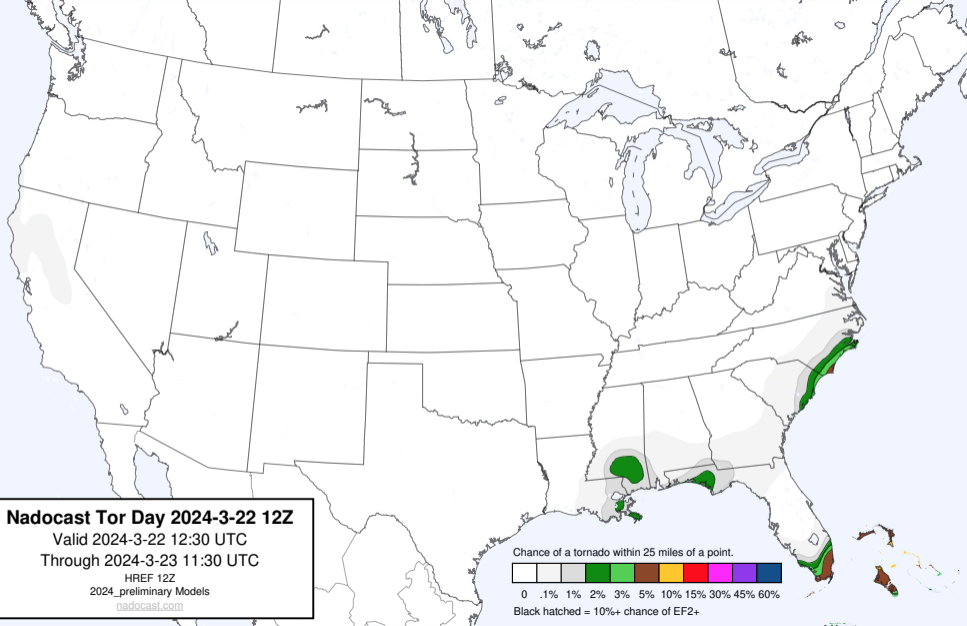 Nadocast Tor Day 2024-3-22 12Z
Valid 2024-3-22 12:30 UTC
Through 2024-3-23 11:30 UTC
HREF 12Z
2024_preliminary Models
nadocast.com
Chance of a tornado within 25 miles of a point.
0 .1% 1% 2% 3% 5% 10% 15% 30% 45% 60%
Black hatched = 10%+ chance of EF2+